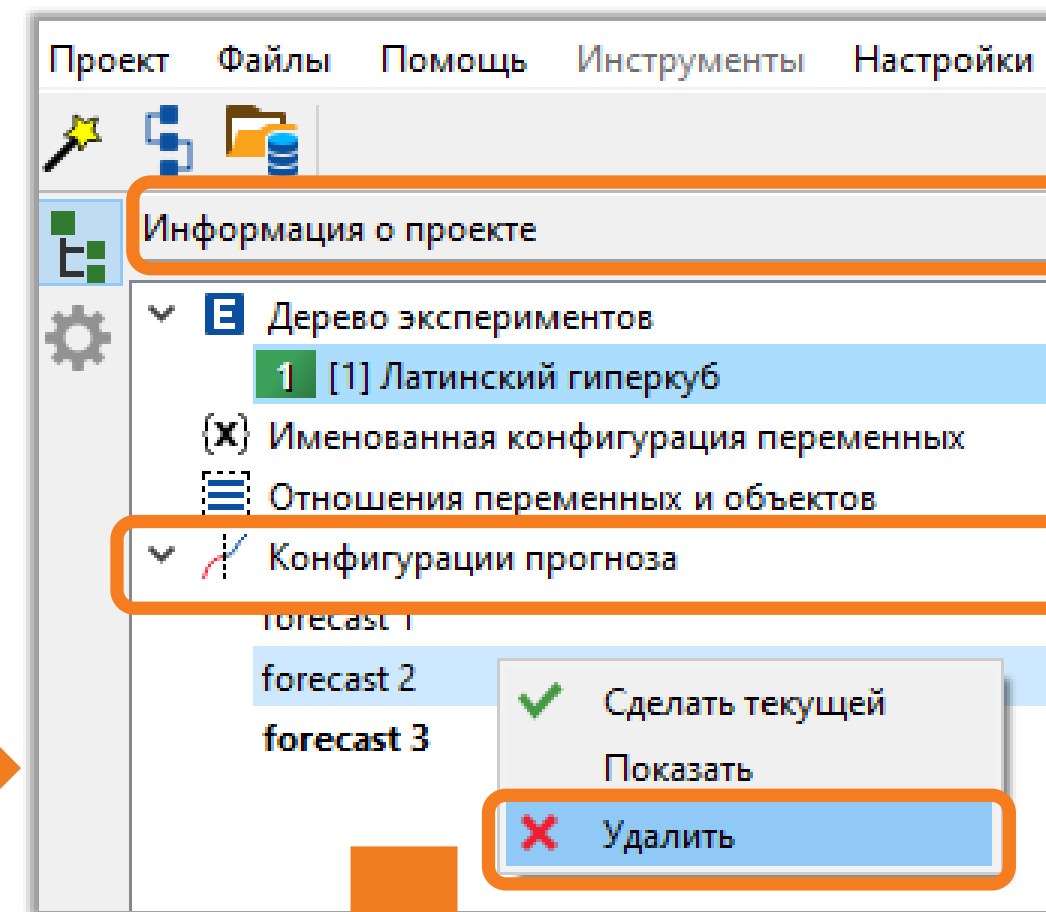 Проект Файлы Помощь Инструменты Настройки
Информация о проекте
E Дерево экспериментов
1 [1] Латинский гиперкуб
{x} Именованная конфигурация переменных
Отношения переменных и объектов
Конфигурации прогноза
forecast 1
forecast 2
forecast 3
Сделать текущей
Показать
Удалить